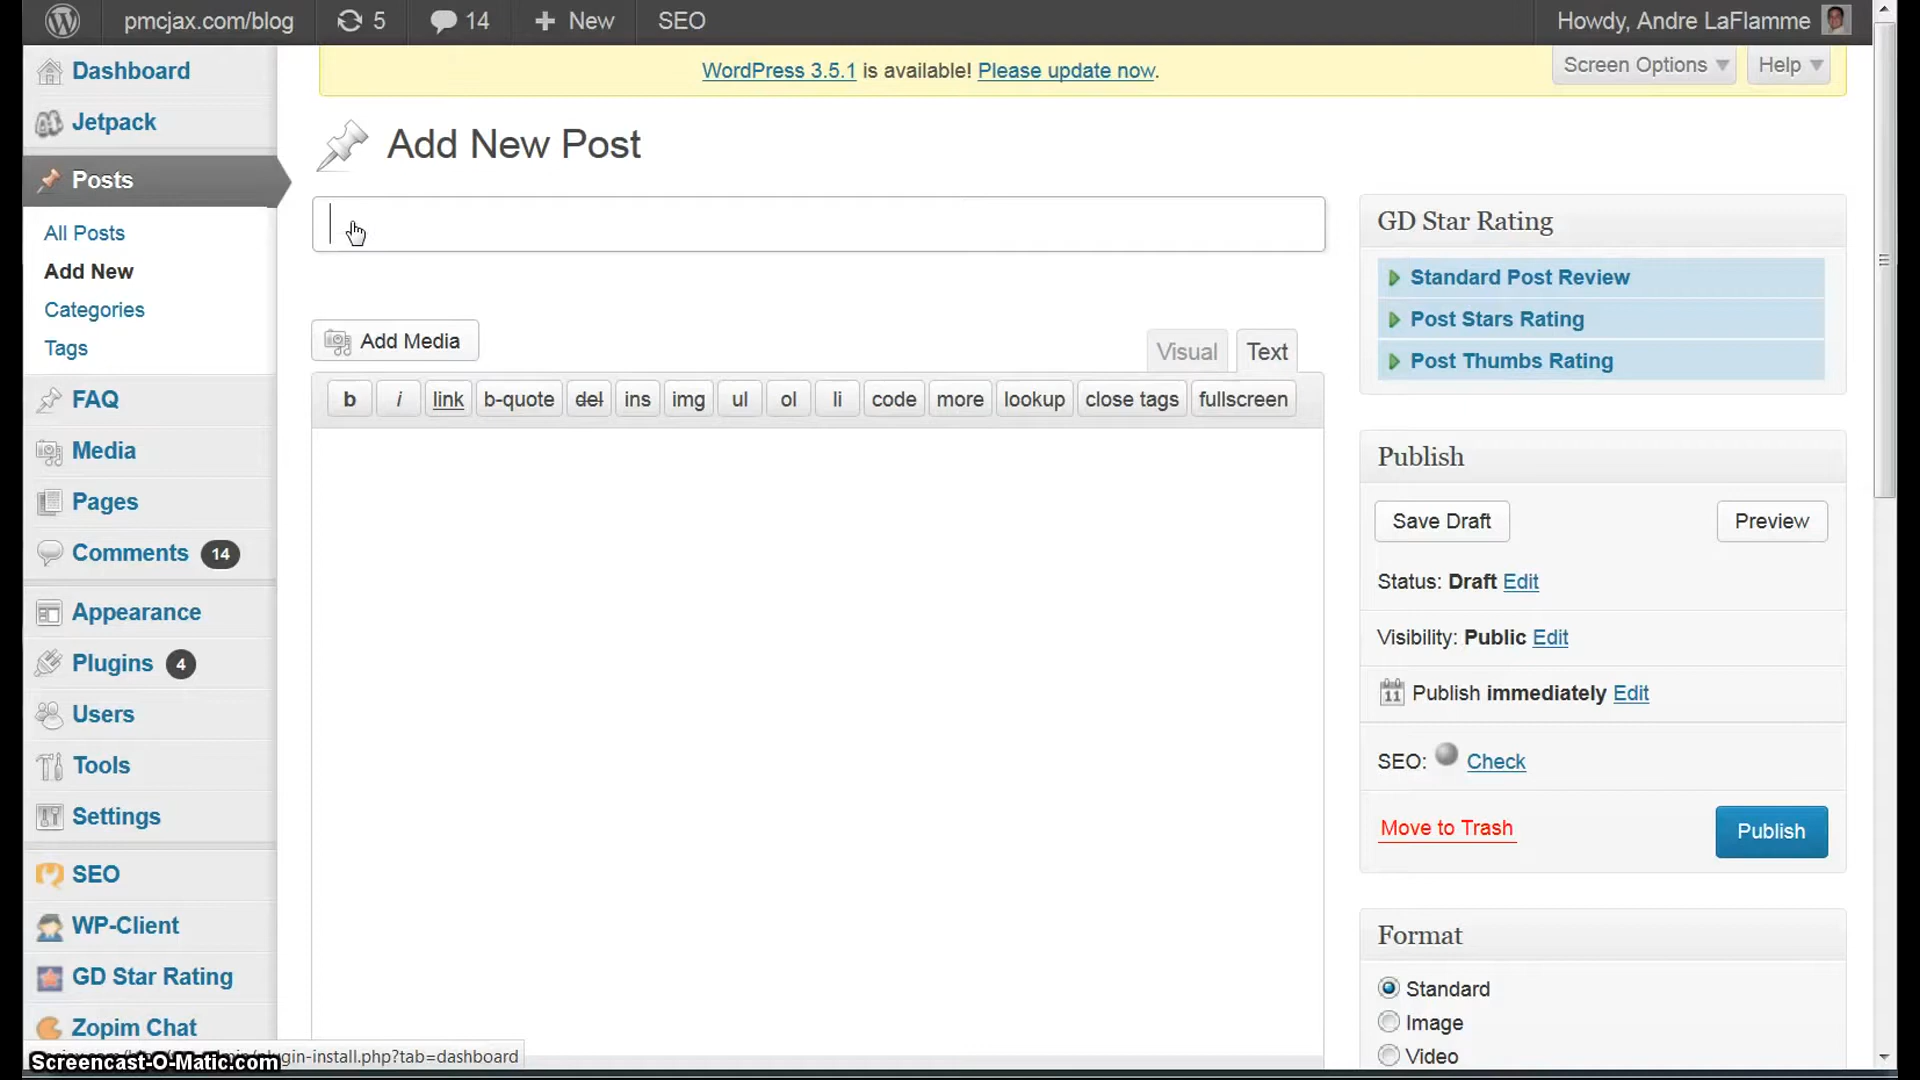 pmcjax.com/blog 5 14 + New SEO Howdy, Andre LaFlamme
WordPress 3.5.1 is available! Please update now.
Screen Options Help
Dashboard
Jetpack
Posts
All Posts
Add New
Categories
Tags
FAQ
Media
Pages
Comments 14
Appearance
Plugins 4
Users
Tools
Settings
SEO
WP-Client
GD Star Rating
Zopim Chat
Add New Post
Add Media
Visual Text
b i link b-quote del ins img ul ol li code more lookup close tags fullscreen
GD Star Rating
Standard Post Review
Post Stars Rating
Post Thumbs Rating
Publish
Save Draft Preview
Status: Draft Edit
Visibility: Public Edit
11 Publish immediately Edit
SEO: Check
Move to Trash Publish
Format
Standard
Image
Video
plugin-install.php?tab=dashboard
Screencast-O-Matic.com